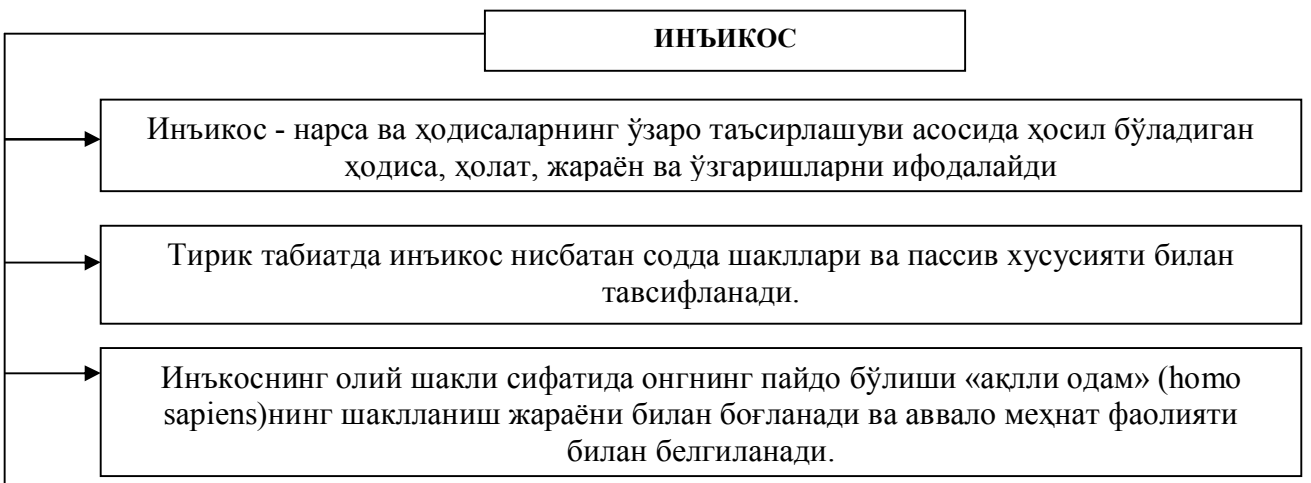 ИНЪИКОС
Инъикос - нарса ва ҳодисаларнинг ўзаро таъсирлашуви асосида ҳосил бўладиган
ҳодиса, ҳолат, жараён ва ўзгаришларни ифодалайди
Тирик табиатда инъикос нисбатан содда шакллари ва пассив хусусияти билан
тавсифланади.
Инъкоснинг олий шакли сифатида онгнинг пайдо бўлиши «ақлли одам» (homo
sapiens)нинг шаклланиш жараёни билан боғланади ва аввало меҳнат фаолияти
билан белгиланади.